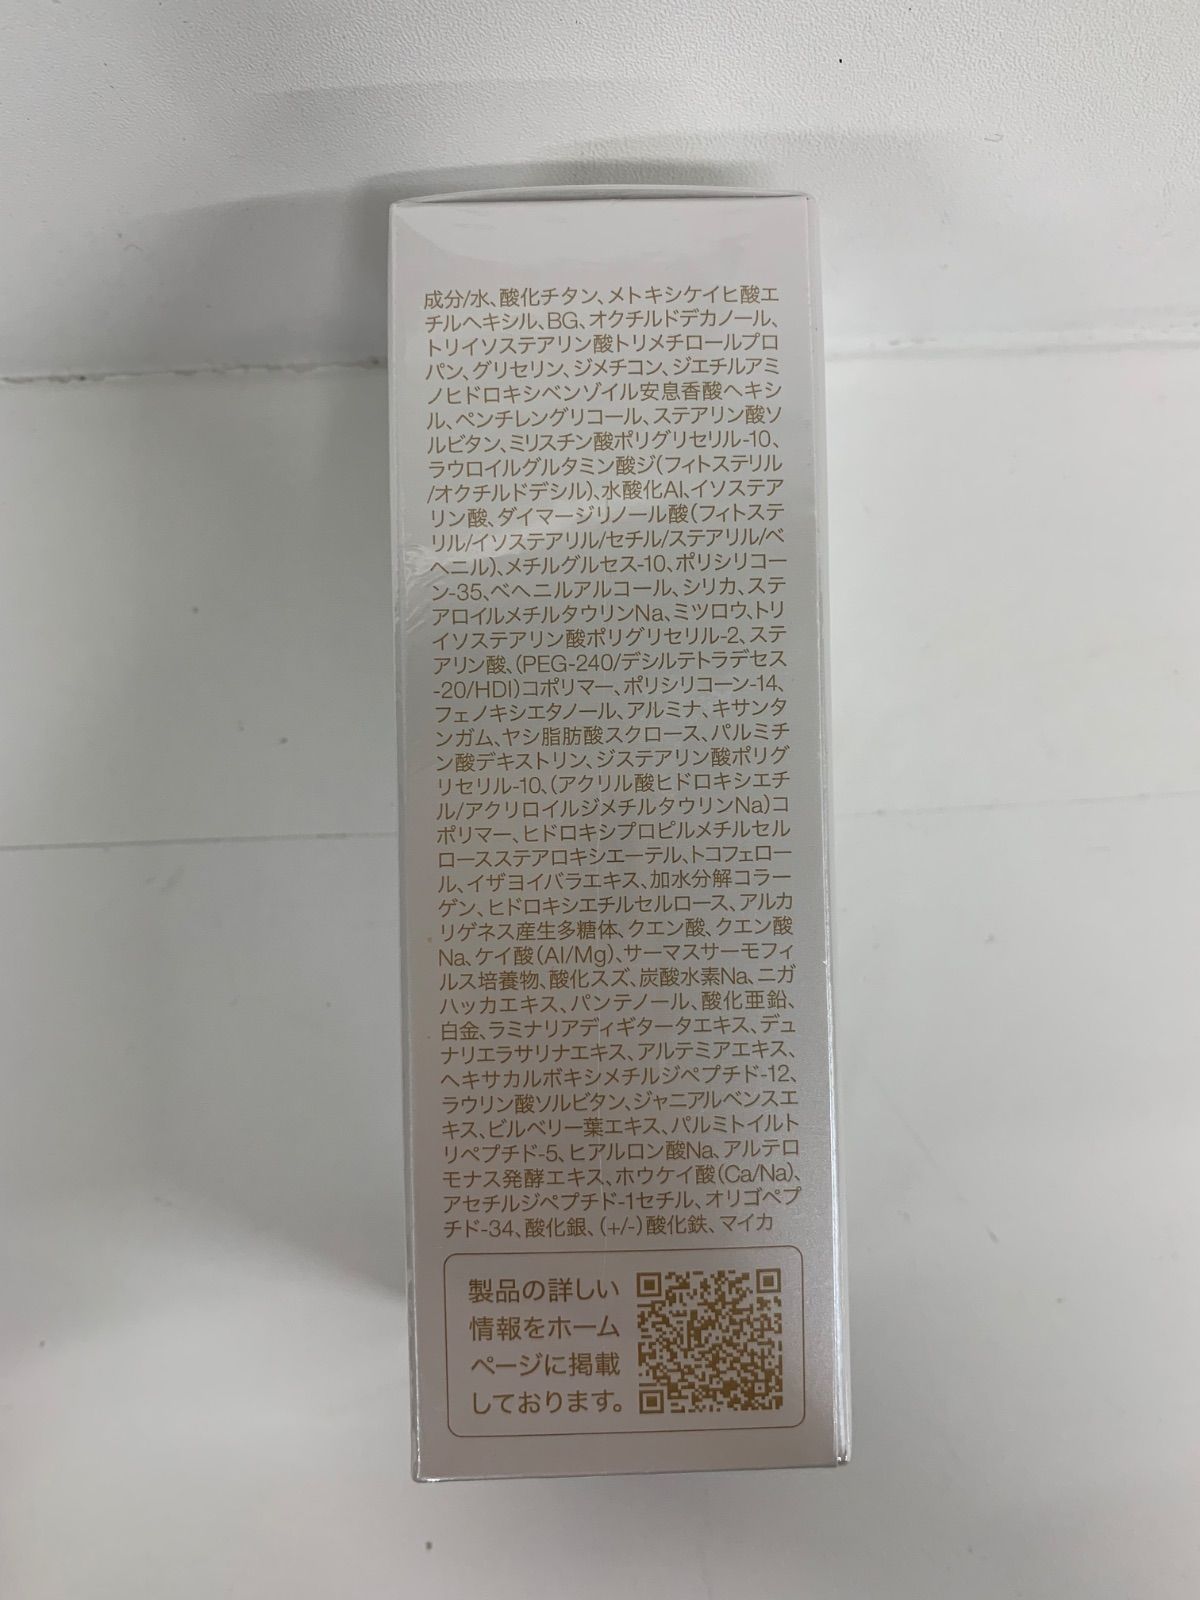 成分/水、酸化チタン、メトキシケイヒ酸エ
チルヘキシル、BG、オクチルドデカノール、
トリイソステアリン酸トリメチロールプロ
パン、グリセリン、ジメチコン、ジエチルアミ
ノヒドロキシベンゾイル安息香酸ヘキシ
ル、ペンチレングリコール、ステアリン酸ソ
ルビタン、ミリスチン酸ポリグリセリル-10、
ラウロイルグルタミン酸ジ(フィトステリル
/オクチルドデシル)、水酸化Al、イソステア
リン酸、ダイマージリノール酸(フィトステ
リル/イソステアリル/セチル/ステアリル/ベ
ヘニル)、メチルグルセス-10、ポリシリコー
ン-35、ベヘニルアルコール、シリカ、ステ
アロイルメチルタウリンNa、ミツロウ、トリ
イソステアリン酸ポリグリセリル-2、ステ
アリン酸、(PEG-240/デシルテトラデセス
-20/HDI)コポリマー、ポリシリコーン-14、
フェノキシエタノール、アルミナ、キサンタ
ンガム、ヤシ脂肪酸スクロース、パルミチ
ン酸デキストリン、ジステアリン酸ポリグ
リセリル-10、(アクリル酸ヒドロキシエチ
ル/アクリロイルジメチルタウリンNa)コ
ポリマー、ヒドロキシプロピルメチルセル
ロースステアロキシエーテル、トコフェロー
ル、イザヨイバラエキス、加水分解コラー
ゲン、ヒドロキシエチルセルロース、アルカ
リゲネス産生多糖体、クエン酸、クエン酸
Na、ケイ酸(Al/Mg)、サーマスサーモフィ
ルス培養物、酸化スズ、炭酸水素Na、ニガ
ハッカエキス、パンテノール、酸化亜鉛、
白金、ラミナリアディギタータエキス、デュ
ナリエラサリナエキス、アルテミアエキス、
ヘキサカルボキシメチルジペプチド-12、
ラウリン酸ソルビタン、ジャニアルベンスエ
キス、ビルベリー葉エキス、パルミトイルト
リペプチド-5、ヒアルロン酸Na、アルテロ
モナス発酵エキス、ホウケイ酸(Ca/Na)、
アセチルジペプチド-1セチル、オリゴペプ
チド-34、酸化銀、(+/-)酸化鉄、マイカ
製品の詳しい
情報をホーム
ページに掲載
しております。